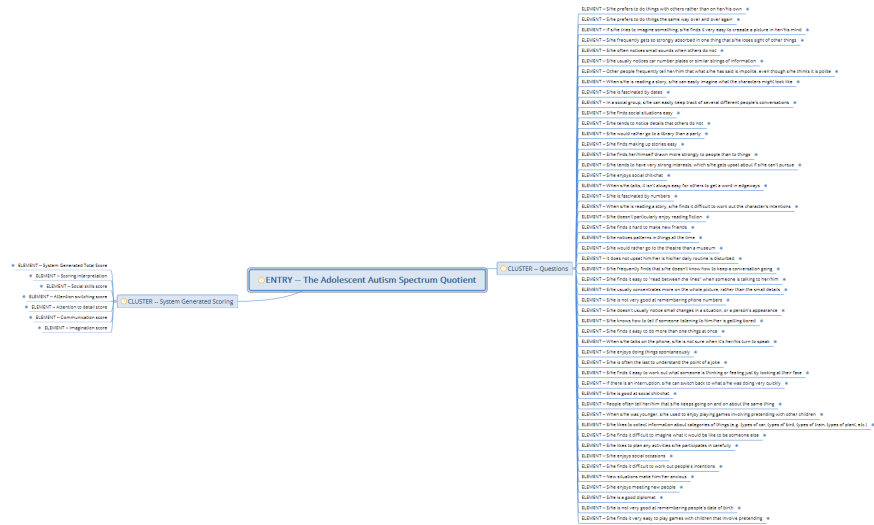 ELEMENT -- S/he prefers to do things with others rather than on her/his own
ELEMENT -- S/he prefers to do things the same way over and over again
ELEMENT -- If s/he tries to imagine something, s/he finds it very easy to create a picture in her/his mind
ELEMENT -- S/he frequently gets so strongly absorbed in one thing that s/he loses sight of other things
ELEMENT -- S/he often notices small sounds when others do not
ELEMENT -- S/he usually notices car number plates or similar strings of information
ELEMENT -- Other people frequently tell her/him that what s/he has said is impolite, even though s/he thinks it is polite
ELEMENT -- When s/he is reading a story, s/he can easily imagine what the characters might look like
ELEMENT -- S/he is fascinated by dates
ELEMENT -- In a social group, s/he can easily keep track of several different people's conversations
ELEMENT -- S/he finds social situations easy
ELEMENT -- S/he tends to notice details that others do not
ELEMENT -- S/he would rather go to a library than a party
ELEMENT -- S/he finds making up stories easy
ELEMENT -- S/he finds her/himself drawn more strongly to people than to things
ELEMENT -- S/he tends to have very strong interests, which s/he gets upset about if s/he can't pursue
ELEMENT -- S/he enjoys social chit-chat
ELEMENT -- When s/he talks, it isn't always easy for others to get a word in edgeways
ELEMENT -- S/he is fascinated by numbers
ELEMENT -- When s/he is reading a story, s/he finds it difficult to work out the character's intentions
ELEMENT -- S/he doesn't particularly enjoy reading fiction
ELEMENT -- S/he finds it hard to make new friends
ELEMENT -- S/he notices patterns in things all the time
ELEMENT -- S/he would rather go to the theatre than a museum
ELEMENT -- It does not upset him/her if his/her daily routine is disturbed
ELEMENT -- S/he frequently finds that s/he doesn't know how to keep a conversation going
ELEMENT -- S/he finds it easy to "read between the lines" when someone is talking to her/him
ELEMENT -- S/he usually concentrates more on the whole picture, rather than the small details
ELEMENT -- S/he is not very good at remembering phone numbers
ELEMENT -- S/he doesn't usually notice small changes in a situation, or a person's appearance
ELEMENT -- S/he knows how to tell if someone listening to him/her is getting bored
ELEMENT -- S/he finds it easy to do more than one things at once
ELEMENT -- When s/he talks on the phone, s/he is not sure when it's her/his turn to speak
ELEMENT -- S/he enjoys doing things spontaneously
ELEMENT -- S/he is often the last to understand the point of a joke
ELEMENT -- S/he finds it easy to work out what someone is thinking or feeling just by looking at their face
ELEMENT -- If there is an interruption, s/he can switch back to what s/he was doing very quickly
ELEMENT -- S/he is good at social chit-chat
ELEMENT -- People often tell her/him that s/he keeps going on and on about the same thing
ELEMENT -- When s/he was younger, s/he used to enjoy playing games involving pretending with other children
ELEMENT -- S/he likes to collect information about categories of things (e.g. types of car, types of bird, types of train, types of plant, etc.)
ELEMENT -- S/he finds it difficult to imagine what it would be like to be someone else
ELEMENT -- S/he likes to plan any activities s/he participates in carefully
ELEMENT -- S/he enjoys social occasions
ELEMENT -- S/he finds it difficult to work out people's intentions
ELEMENT -- New situations make him/her anxious
ELEMENT -- S/he enjoys meeting new people
ELEMENT -- S/he is a good diplomat
ELEMENT -- S/he is not very good at remembering people's date of birth
ELEMENT -- S/he finds it very easy to play games with children that involve pretending
CLUSTER -- Questions
ENTRY -- The Adolescent Autism Spectrum Quotient
CLUSTER -- System Generated Scoring
ELEMENT -- System Generated Total Score
ELEMENT -- Scoring Interpretation
ELEMENT -- Social skills score
ELEMENT -- Attention switching score
ELEMENT -- Attention to detail score
ELEMENT -- Communication score
ELEMENT -- Imagination score